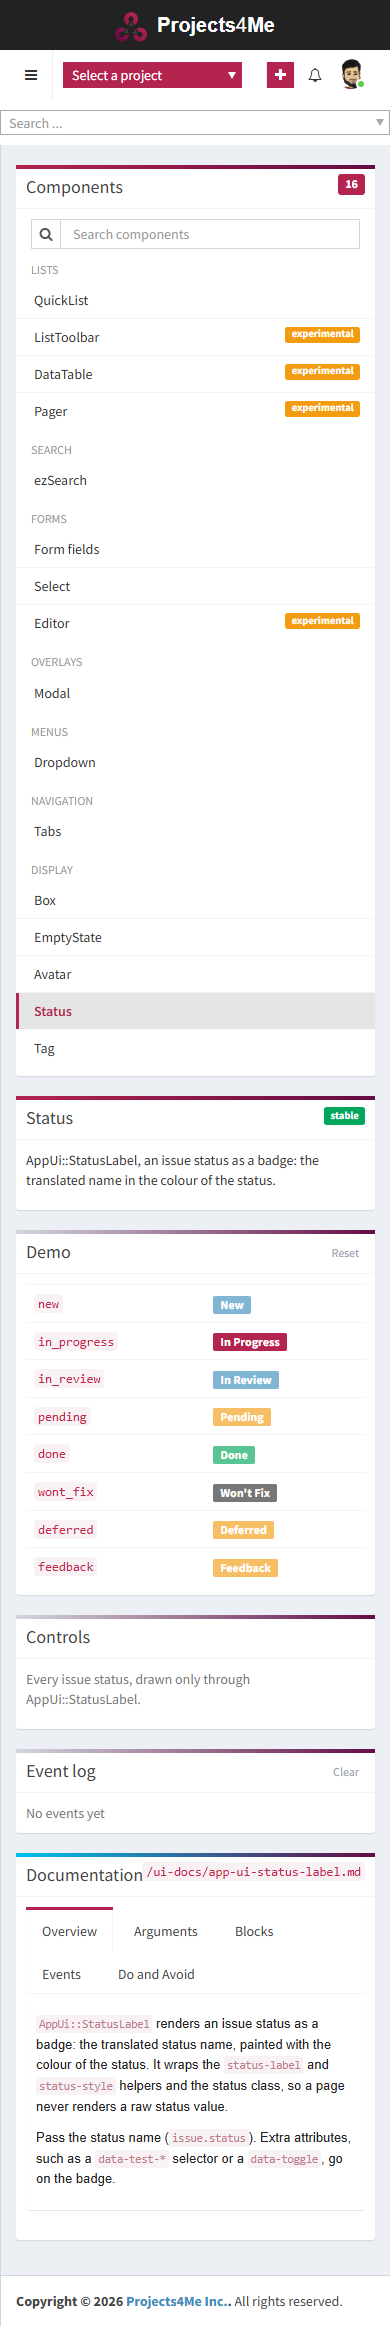 Projects4Me
Select a project
Search ...
Components
16
Search components
LISTS
QuickList
ListToolbar experimental
DataTable experimental
Pager experimental
SEARCH
ezSearch
FORMS
Form fields
Select
Editor experimental
OVERLAYS
Modal
MENUS
Dropdown
NAVIGATION
Tabs
DISPLAY
Box
EmptyState
Avatar
Status
Tag
Status stable
AppUi::StatusLabel, an issue status as a badge: the
translated name in the colour of the status.
Demo Reset
new New
in_progress In Progress
in_review In Review
pending Pending
done Done
wont_fix Won't Fix
deferred Deferred
feedback Feedback
Controls
Every issue status, drawn only through
AppUi::StatusLabel.
Event log Clear
No events yet
Documentation /ui-docs/app-ui-status-label.md
Overview Arguments Blocks
Events Do and Avoid
AppUi::StatusLabel renders an issue status as a
badge: the translated status name, painted with the
colour of the status. It wraps the status-label and
status-style helpers and the status class, so a page
never renders a raw status value.
Pass the status name ( issue.status ). Extra attributes,
such as a data-test-* selector or a data-toggle, go
on the badge.
Copyright © 2026 Projects4Me Inc.. All rights reserved.